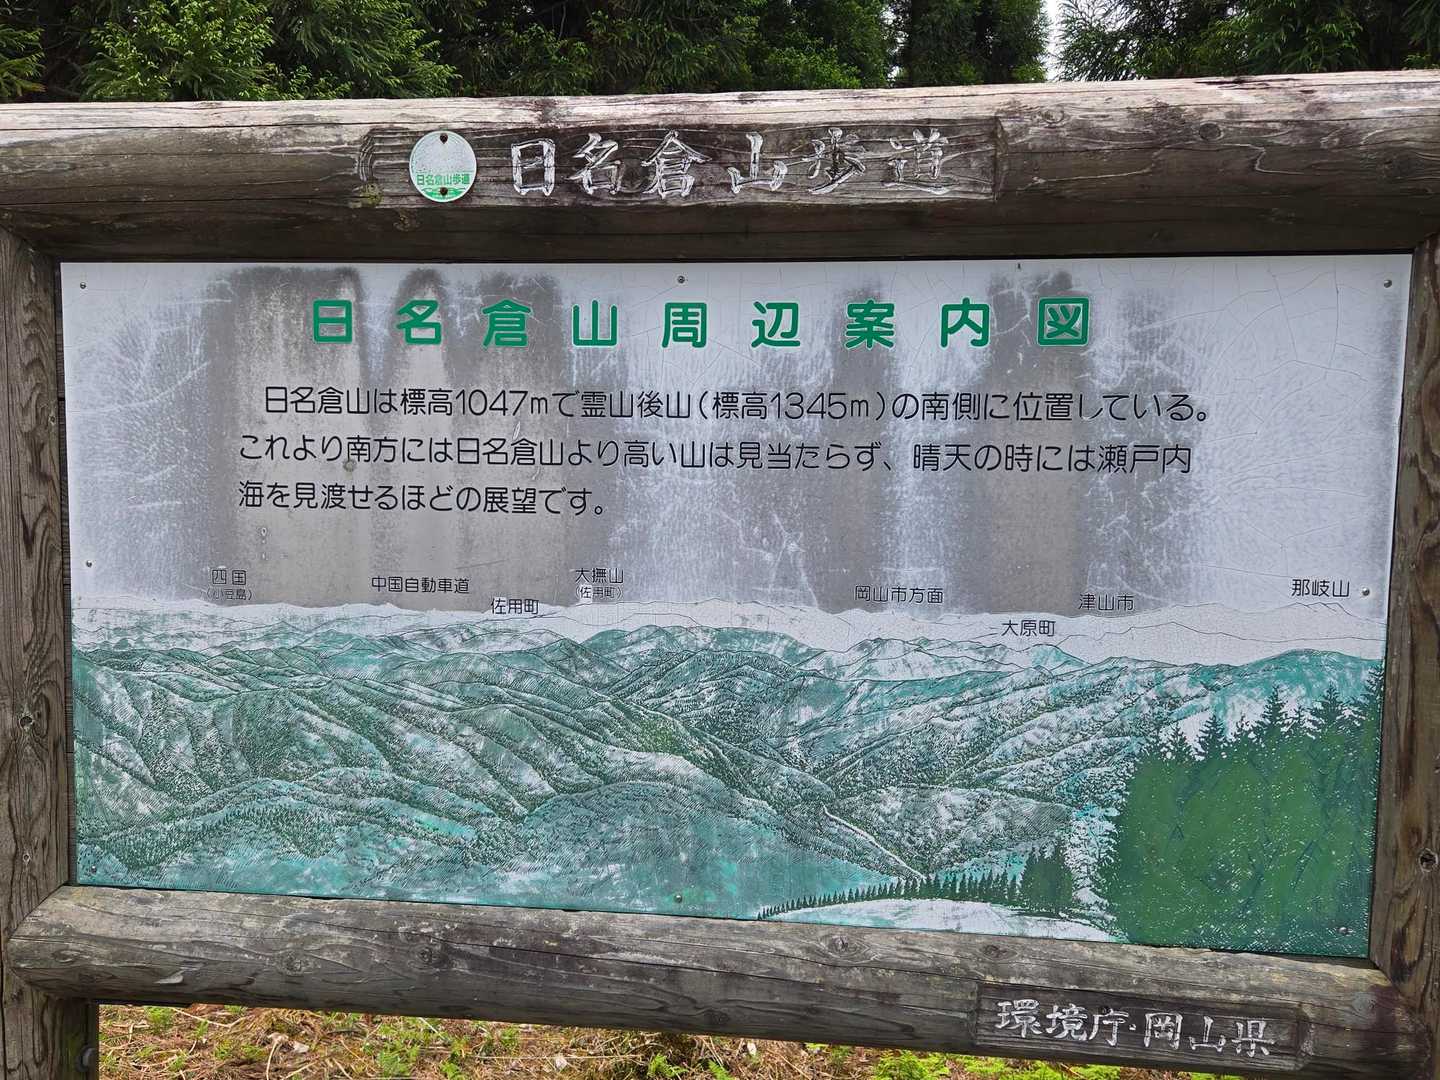 日名倉山歩道
日名倉山歩道
日名倉山周辺案内図
日名倉山は標高1047mで霊山後山(標高1345m)の南側に位置している。
これより南方には日名倉山より高い山は見当たらず、晴天の時には瀬戸内
海を見渡せるほどの展望です。
四国
(小豆島)
中国自動車道
佐用町
大撫山
(佐用町)
岡山市方面
大原町
津山市
那岐山
環境庁・岡山県